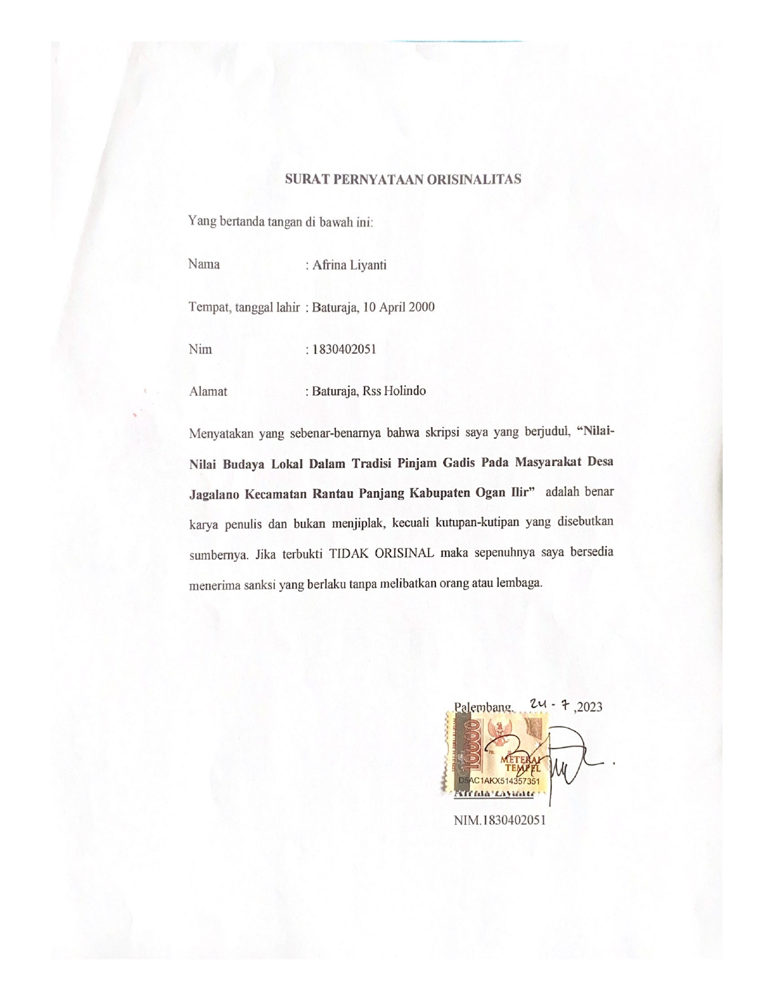 SURAT PERNYATAAN ORISINALITAS
Yang bertanda tangan di bawah ini:
Nama : Afrina Liyanti
Tempat, tanggal lahir : Baturaja, 10 April 2000
Nim : 1830402051
Alamat : Baturaja, Rss Holindo
Menyatakan yang sebenar-benarnya bahwa skripsi saya yang berjudul, “Nilai-
Nilai Budaya Lokal Dalam Tradisi Pinjam Gadis Pada Masyarakat Desa
Jagalano Kecamatan Rantau Panjang Kabupaten Ogan Ilir” adalah benar
karya penulis dan bukan menjiplak, kecuali kutupan-kutipan yang disebutkan
sumbernya. Jika terbukti TIDAK ORISINAL maka sepenuhnya saya bersedia
menerima sanksi yang berlaku tanpa melibatkan orang atau lembaga.
Palembang, 24 - 7 ,2023
10000
METERAI
TEMPEL
D5AC1AKX514357351
Afrina Liyanti
NIM.1830402051